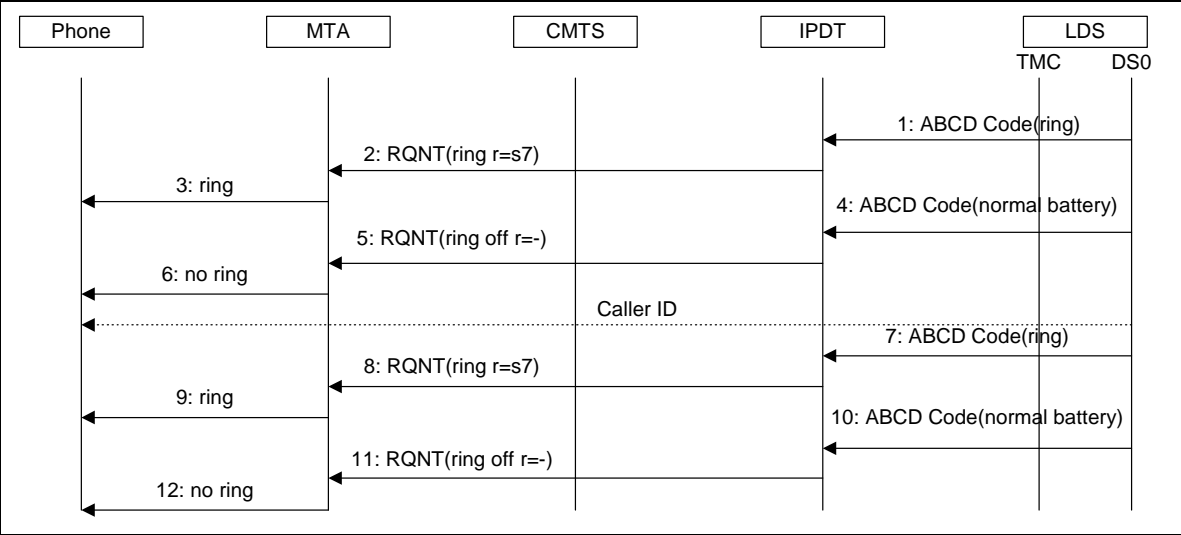 Phone MTA CMTS IPDT LDS
TMC DS0
1: ABCD Code(ring)
2: RQNT(ring r=s7)
3: ring
4: ABCD Code(normal battery)
5: RQNT(ring off r=-)
6: no ring
Caller ID
7: ABCD Code(ring)
8: RQNT(ring r=s7)
9: ring
10: ABCD Code(normal battery)
11: RQNT(ring off r=-)
12: no ring